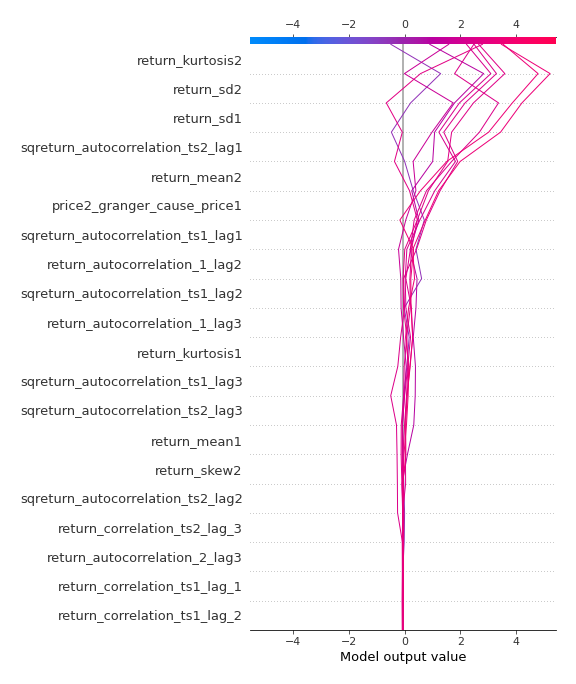 −4 −2 0 2 4
return_kurtosis2
return_sd2
return_sd1
sqreturn_autocorrelation_ts2_lag1
return_mean2
price2_granger_cause_price1
sqreturn_autocorrelation_ts1_lag1
return_autocorrelation_1_lag2
sqreturn_autocorrelation_ts1_lag2
return_autocorrelation_1_lag3
return_kurtosis1
sqreturn_autocorrelation_ts1_lag3
sqreturn_autocorrelation_ts2_lag3
return_mean1
return_skew2
sqreturn_autocorrelation_ts2_lag2
return_correlation_ts2_lag_3
return_autocorrelation_2_lag3
return_correlation_ts1_lag_1
return_correlation_ts1_lag_2
−4 −2 0 2 4
Model output value